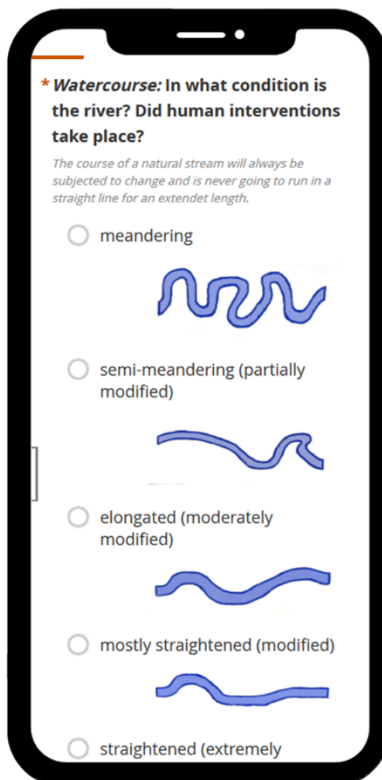 * Watercourse: In what condition is
the river? Did human interventions
take place?
The course of a natural stream will always be
subjected to change and is never going to run in a
straight line for an extendet length.
meandering
semi-meandering (partially
modified)
elongated (moderately
modified)
mostly straightened (modified)
straightened (extremely